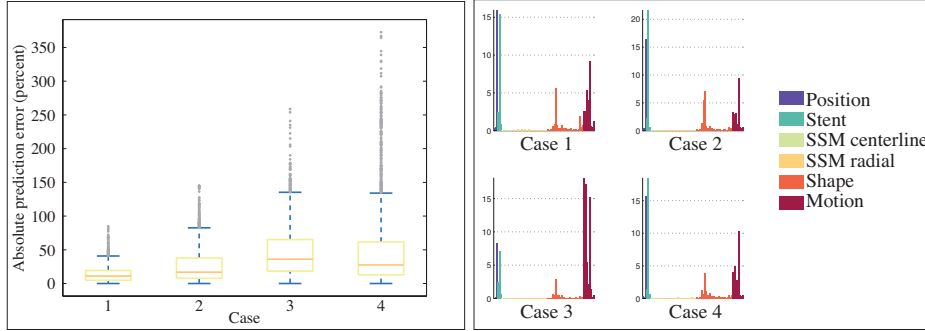 Absolute prediction error (percent)
350
300
250
200
150
100
50
0
1 2 3 4
Case
15
10
5
0
Case 1
20
15
10
5
0
Case 2
15
10
5
0
Case 3
15
10
5
0
Case 4
Position
Stent
SSM centerline
SSM radial
Shape
Motion